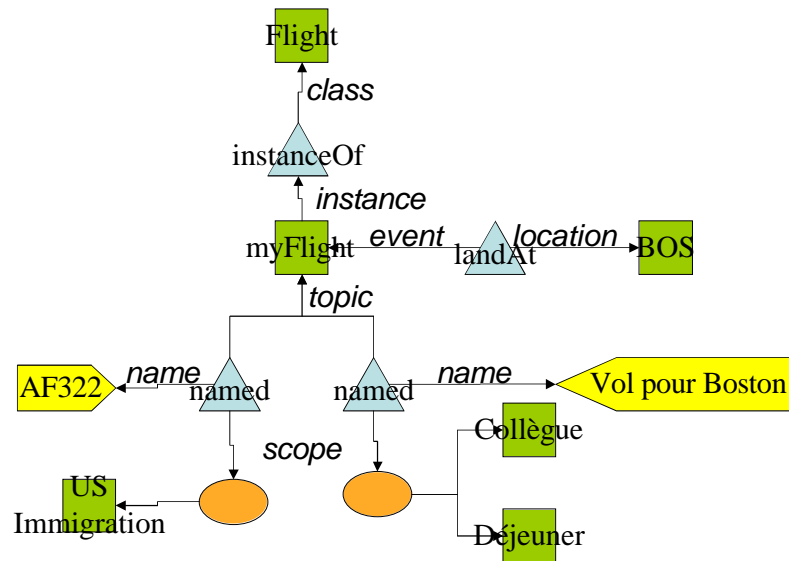 Flight
class
instanceOf
instance
myFlight
event
landAt
location
BOS
topic
AF322
name
named
named
name
Vol pour Boston
scope
Collègue
US
Immigration
Déjeuner